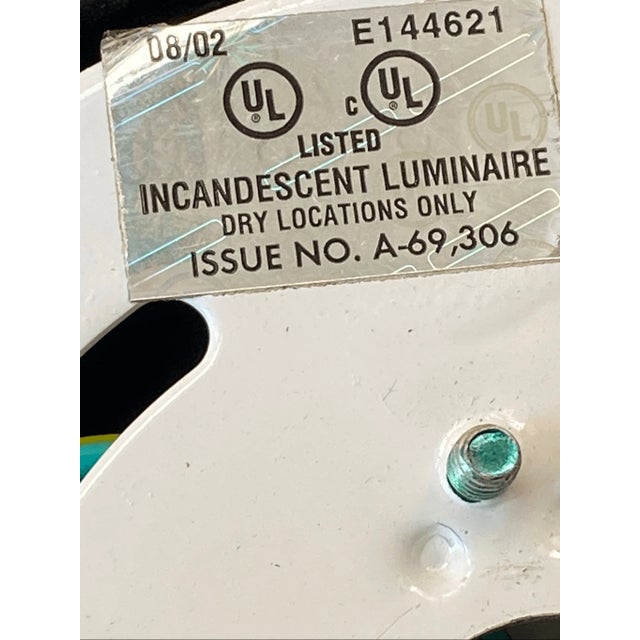 08/02 E144621
UL ® c UL ®
LISTED
INCANDESCENT LUMINAIRE
DRY LOCATIONS ONLY
ISSUE NO. A-69,306